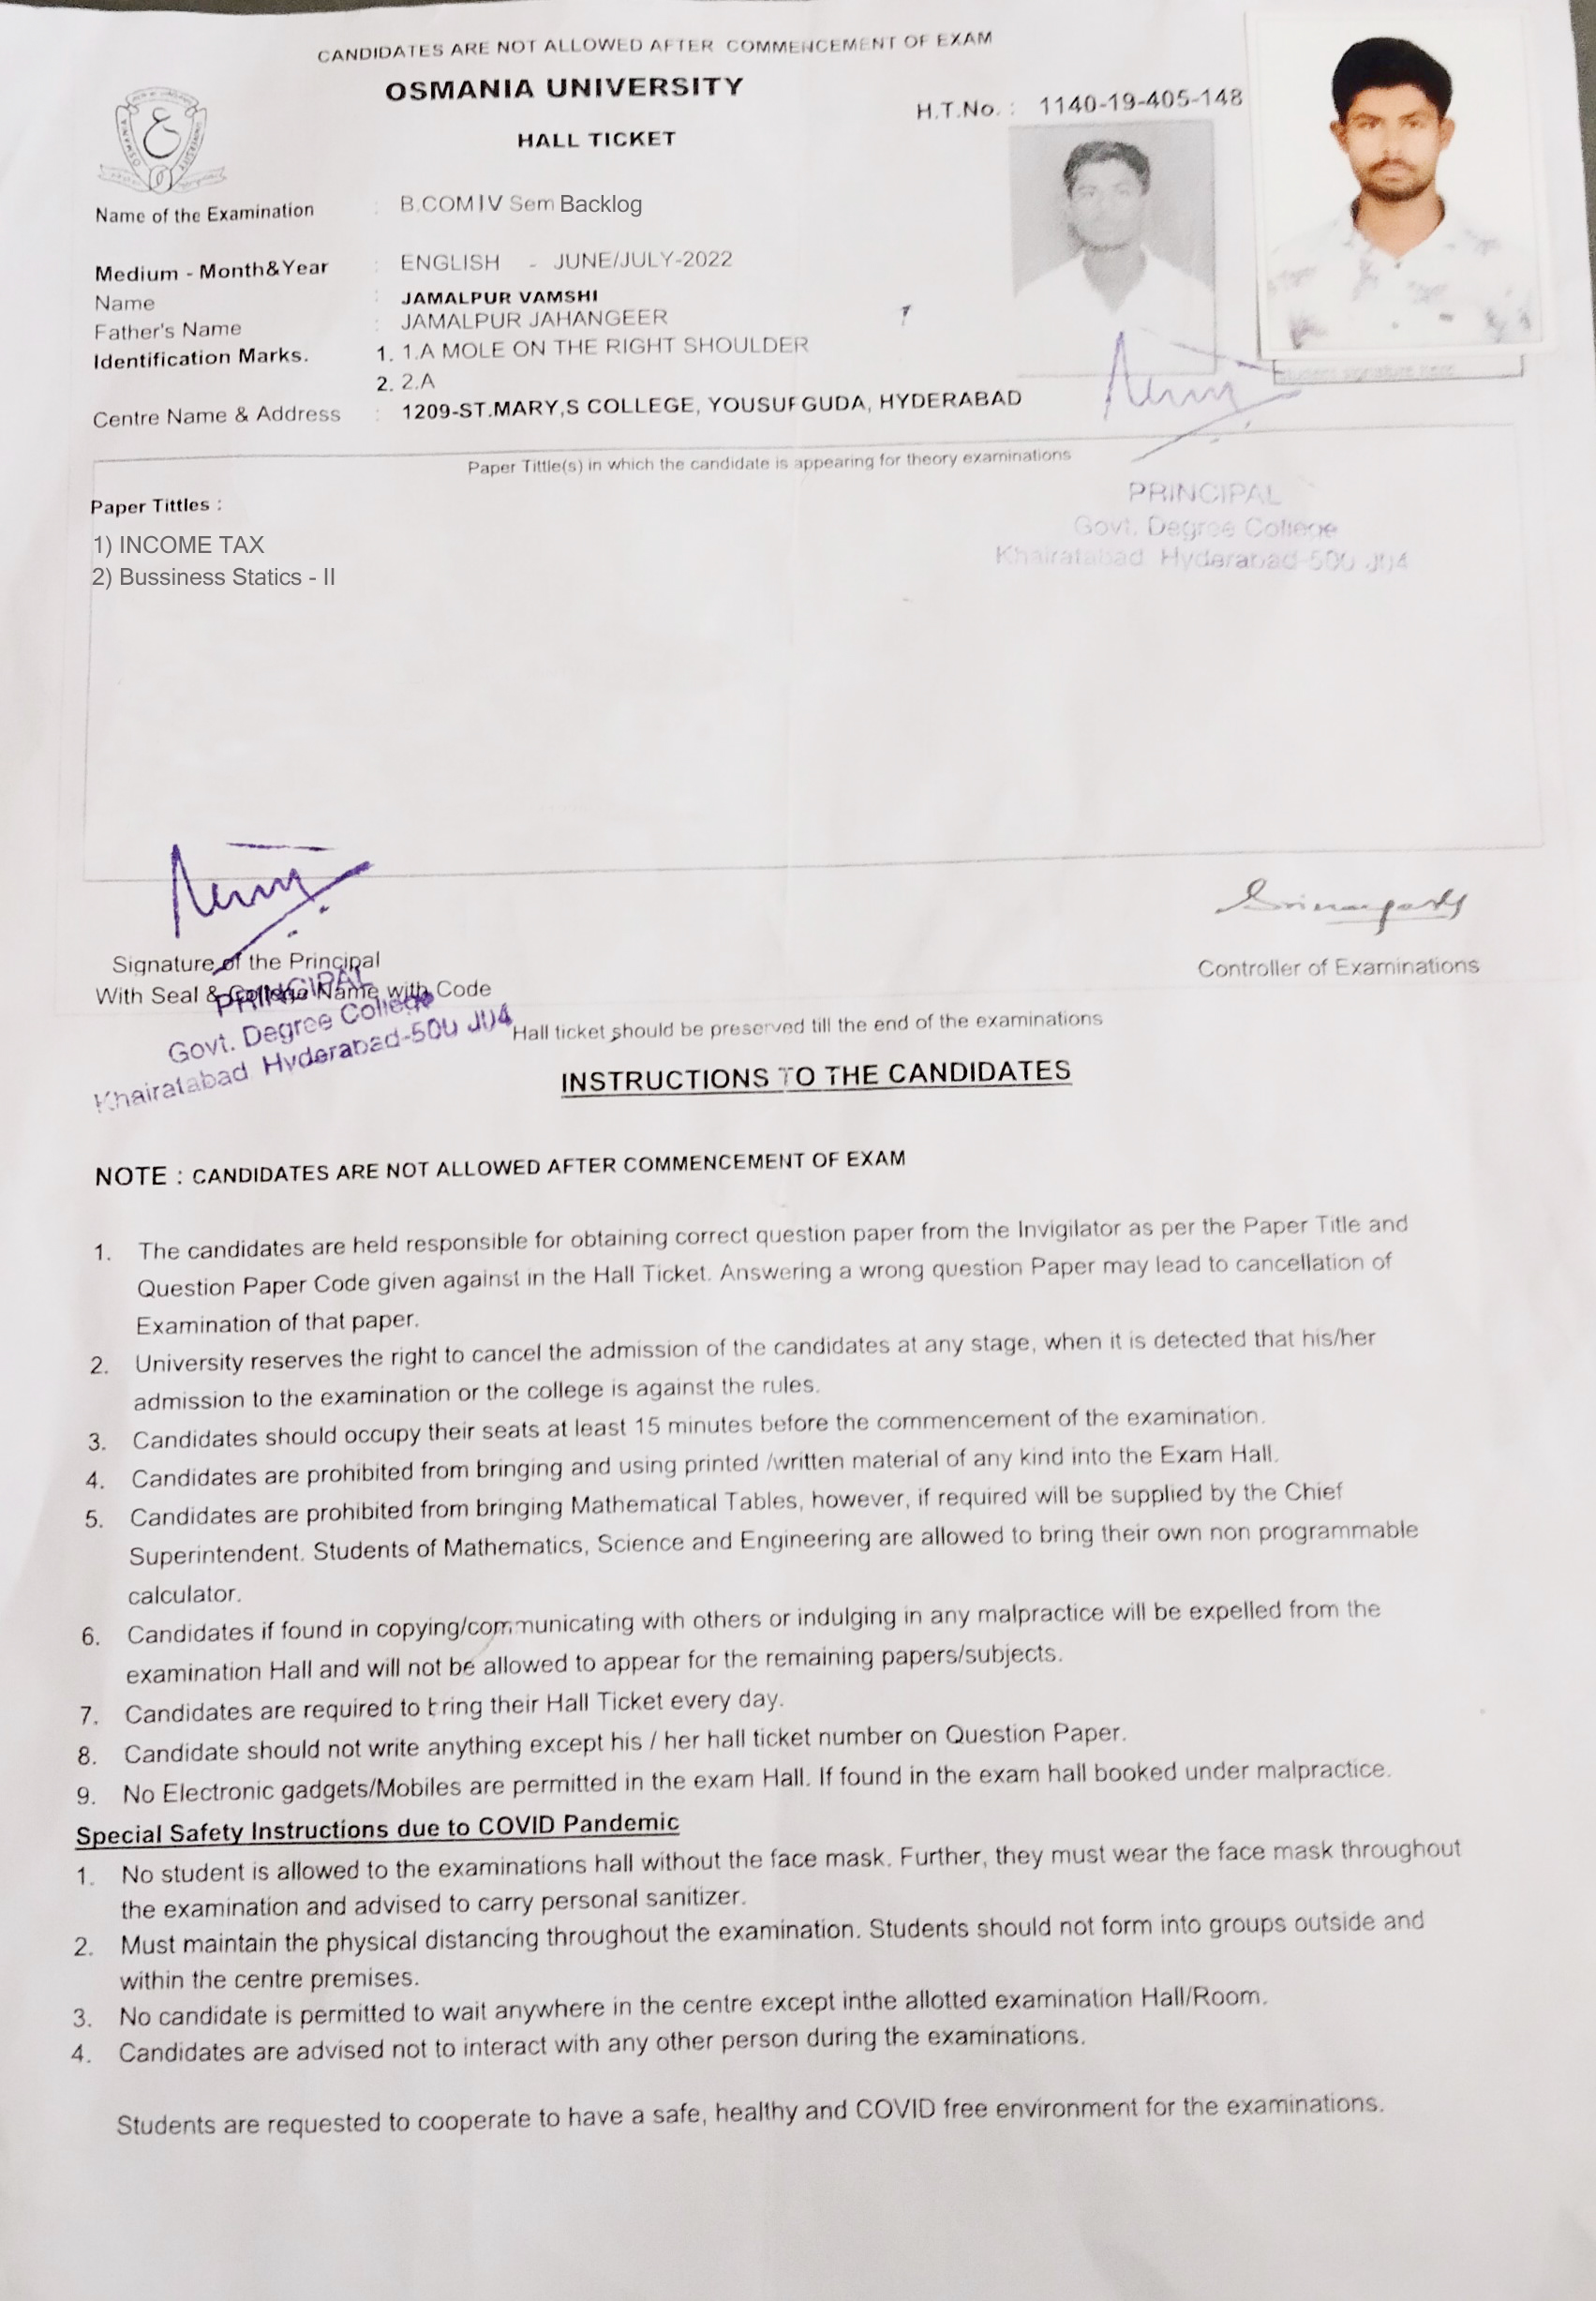 CANDIDATES ARE NOT ALLOWED AFTER COMMENCEMENT OF EXAM
OSMANIA UNIVERSITY
H.T.No. : 1140-19-405-148
HALL TICKET
Name of the Examination : B.COM IV Sem Backlog
Medium - Month&Year : ENGLISH - JUNE/JULY-2022
Name : JAMALPUR VAMSHI
Father's Name : JAMALPUR JAHANGEER
Identification Marks. 1. 1.A MOLE ON THE RIGHT SHOULDER
2. 2.A
Centre Name & Address : 1209-ST.MARY,S COLLEGE, YOUSUFGUDA, HYDERABAD
Paper Tittle(s) in which the candidate is appearing for theory examinations
PRINCIPAL
Govt. Degree College
Khairatabad Hyderabad-500 004
Paper Tittles :
1) INCOME TAX
2) Bussiness Statics - II
Signature of the Principal
With Seal & College Name with Code
PRINCIPAL
Govt. Degree College
Khairatabad Hyderabad-500 004
Controller of Examinations
Hall ticket should be preserved till the end of the examinations
INSTRUCTIONS TO THE CANDIDATES
NOTE : CANDIDATES ARE NOT ALLOWED AFTER COMMENCEMENT OF EXAM
1. The candidates are held responsible for obtaining correct question paper from the Invigilator as per the Paper Title and
Question Paper Code given against in the Hall Ticket. Answering a wrong question Paper may lead to cancellation of
Examination of that paper.
2. University reserves the right to cancel the admission of the candidates at any stage, when it is detected that his/her
admission to the examination or the college is against the rules.
3. Candidates should occupy their seats at least 15 minutes before the commencement of the examination.
4. Candidates are prohibited from bringing and using printed /written material of any kind into the Exam Hall.
5. Candidates are prohibited from bringing Mathematical Tables, however, if required will be supplied by the Chief
Superintendent. Students of Mathematics, Science and Engineering are allowed to bring their own non programmable
calculator.
6. Candidates if found in copying/communicating with others or indulging in any malpractice will be expelled from the
examination Hall and will not be allowed to appear for the remaining papers/subjects.
7. Candidates are required to bring their Hall Ticket every day.
8. Candidate should not write anything except his / her hall ticket number on Question Paper.
9. No Electronic gadgets/Mobiles are permitted in the exam Hall. If found in the exam hall booked under malpractice.
Special Safety Instructions due to COVID Pandemic
1. No student is allowed to the examinations hall without the face mask. Further, they must wear the face mask throughout
the examination and advised to carry personal sanitizer.
2. Must maintain the physical distancing throughout the examination. Students should not form into groups outside and
within the centre premises.
3. No candidate is permitted to wait anywhere in the centre except inthe allotted examination Hall/Room.
4. Candidates are advised not to interact with any other person during the examinations.
Students are requested to cooperate to have a safe, healthy and COVID free environment for the examinations.